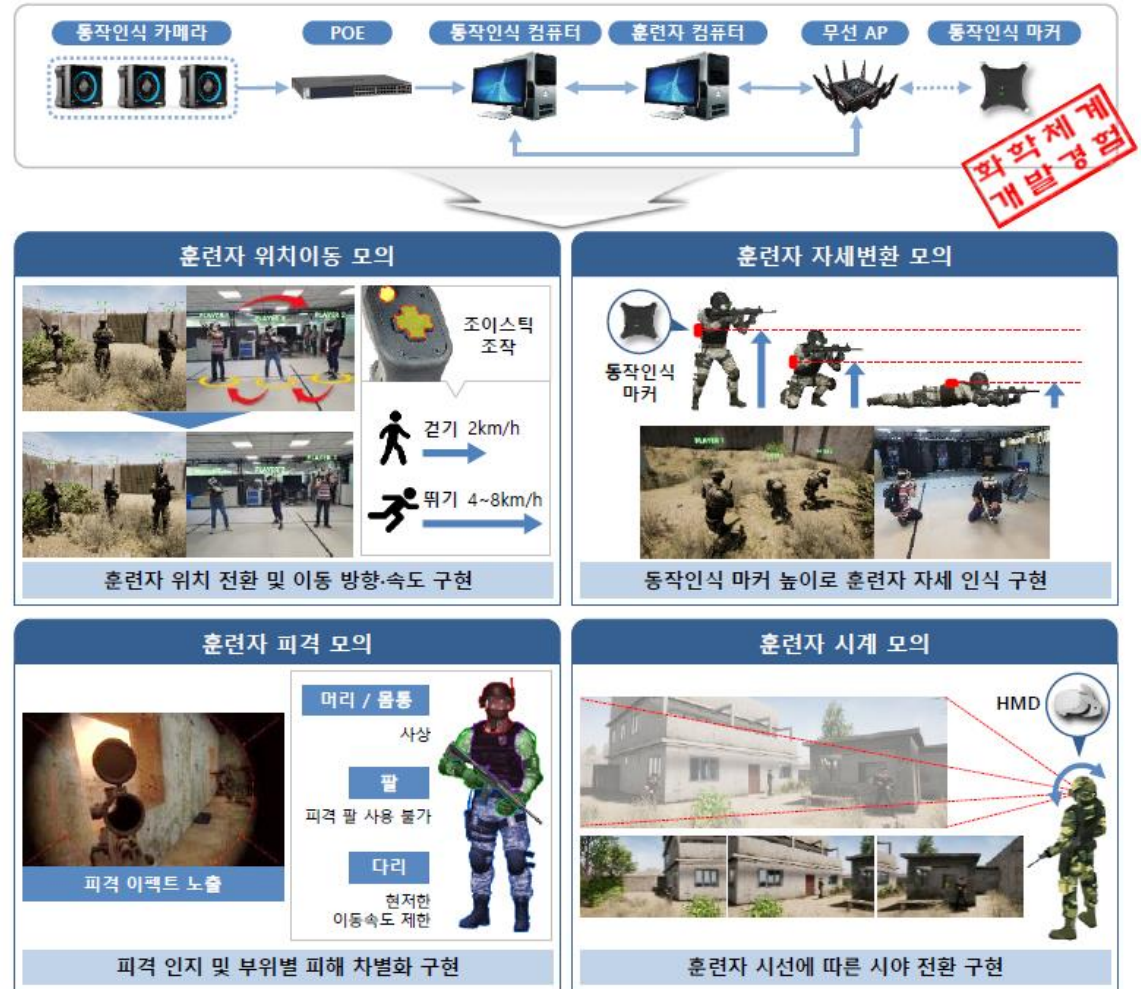 동작인식 카메라
POE
동작인식 컴퓨터
훈련자 컴퓨터
무선 AP
동작인식 마커
화학체계
개발경험
훈련자 위치이동 모의
조이스틱
조작
걷기 2km/h
뛰기 4~8km/h
훈련자 위치 전환 및 이동 방향·속도 구현
훈련자 자세변환 모의
동작인식
마커
PLAYER 1
동작인식 마커 높이로 훈련자 자세 인식 구현
훈련자 피격 모의
피격 이펙트 노출
머리 / 몸통
사상
팔
피격 팔 사용 불가
다리
현저한
이동속도 제한
피격 인지 및 부위별 피해 차별화 구현
훈련자 시계 모의
HMD
훈련자 시선에 따른 시야 전환 구현